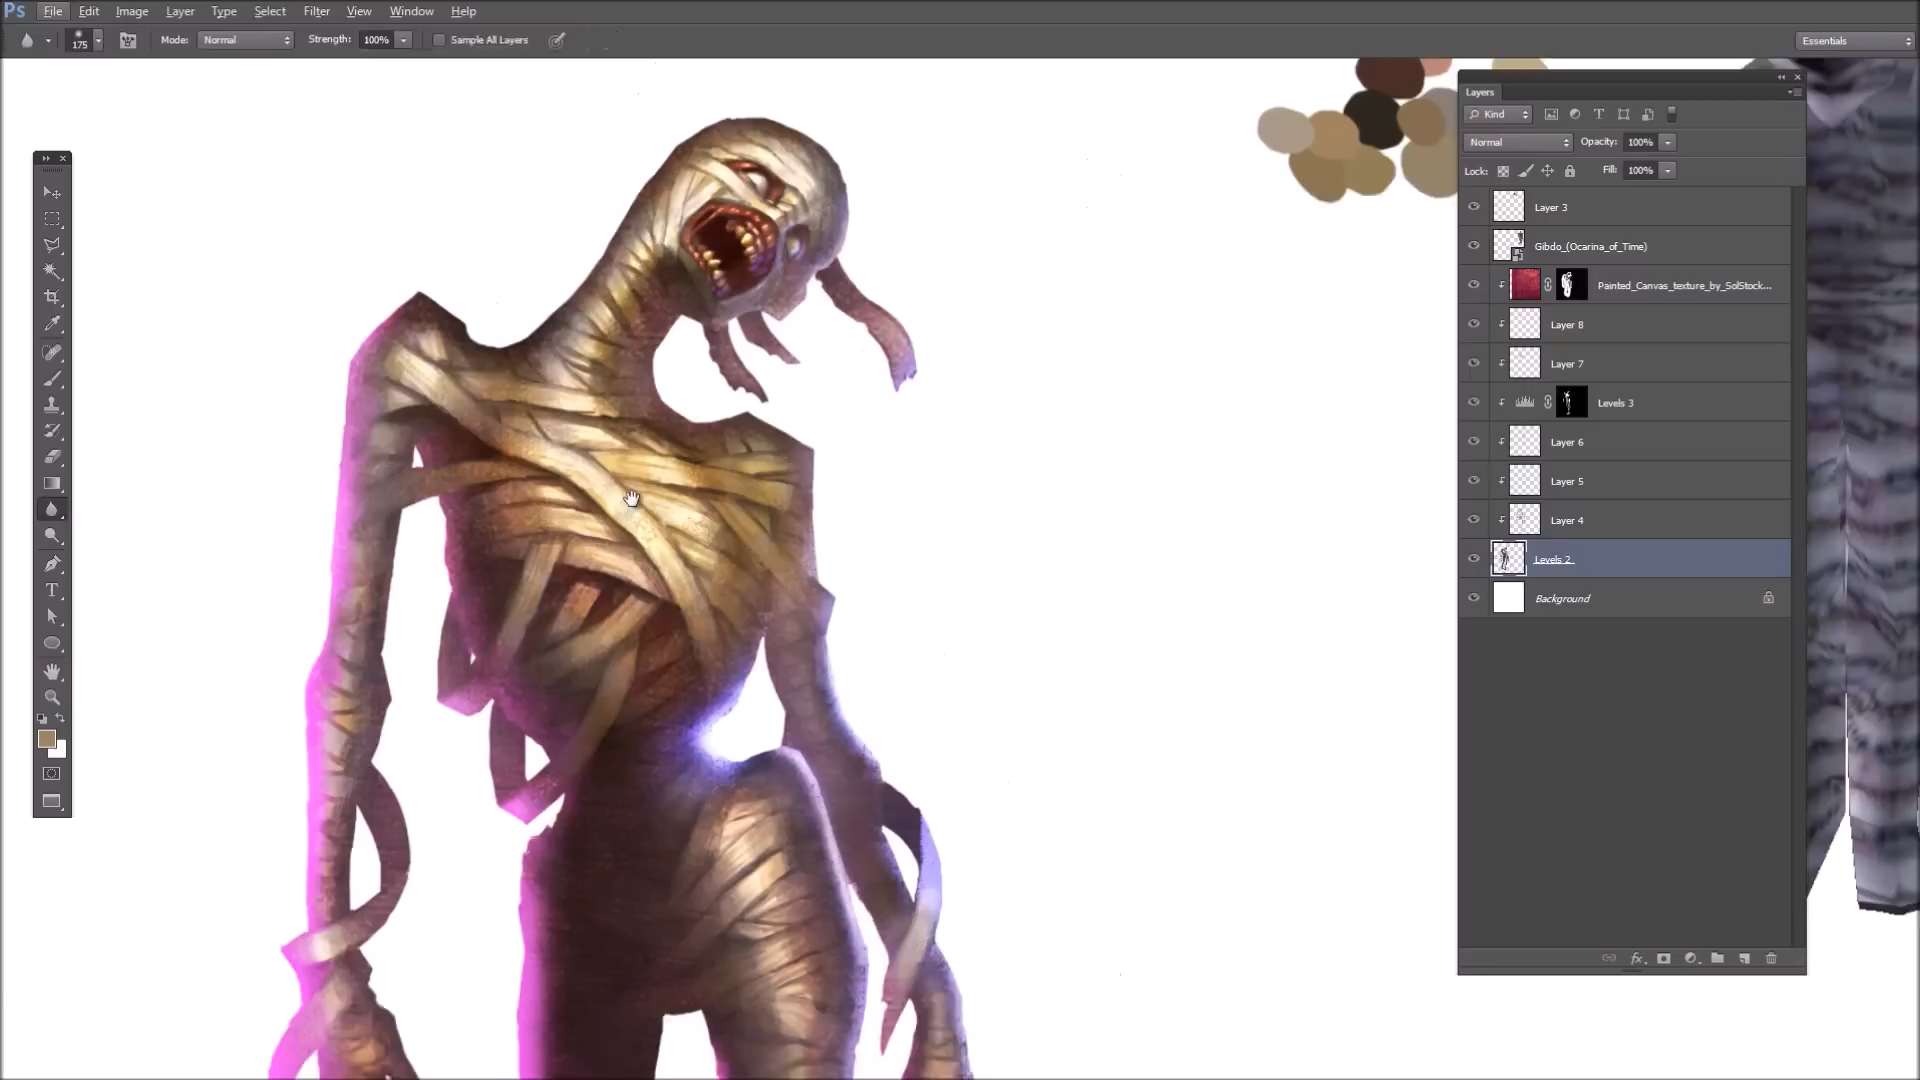 Ps File Edit Image Layer Type Select Filter View Window Help
175 Mode: Normal Strength: 100% Sample All Layers Essentials
Layers
Kind
Normal Opacity: 100%
Lock: Fill: 100%
Layer 3
Gibdo_(Ocarina_of_Time)
Painted_Canvas_texture_by_SolStock...
Layer 8
Layer 7
Levels 3
Layer 6
Layer 5
Layer 4
Levels 2
Background
fx